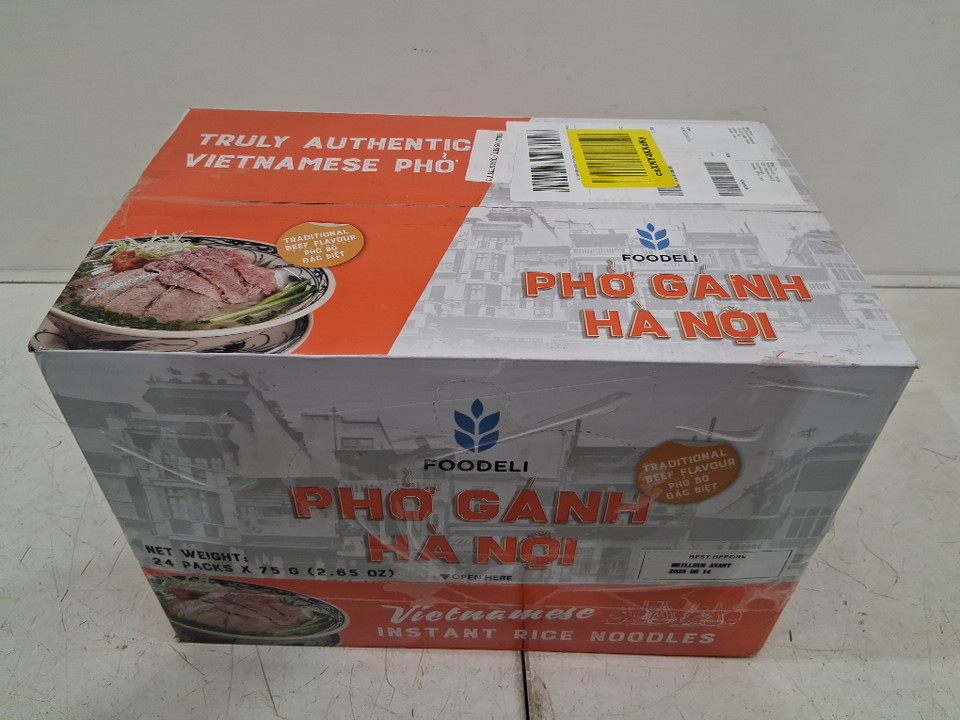 TRULY AUTHENTIC
VIETNAMESE PHỞ
TRADITIONAL
BEEF FLAVOUR
PHỞ BÒ
ĐẶC BIỆT
FOODELI
PHỞ GÁNH
HÀ NỘI
FOODELI
PHỞ GÁNH
HÀ NỘI
TRADITIONAL
BEEF FLAVOUR
PHỞ BÒ
ĐẶC BIỆT
NET WEIGHT:
24 PACKS X 75 G (2.65 OZ)
▼OPEN HERE
BEST BEFORE
MEILLEUR AVANT
Vietnamese
INSTANT RICE NOODLES